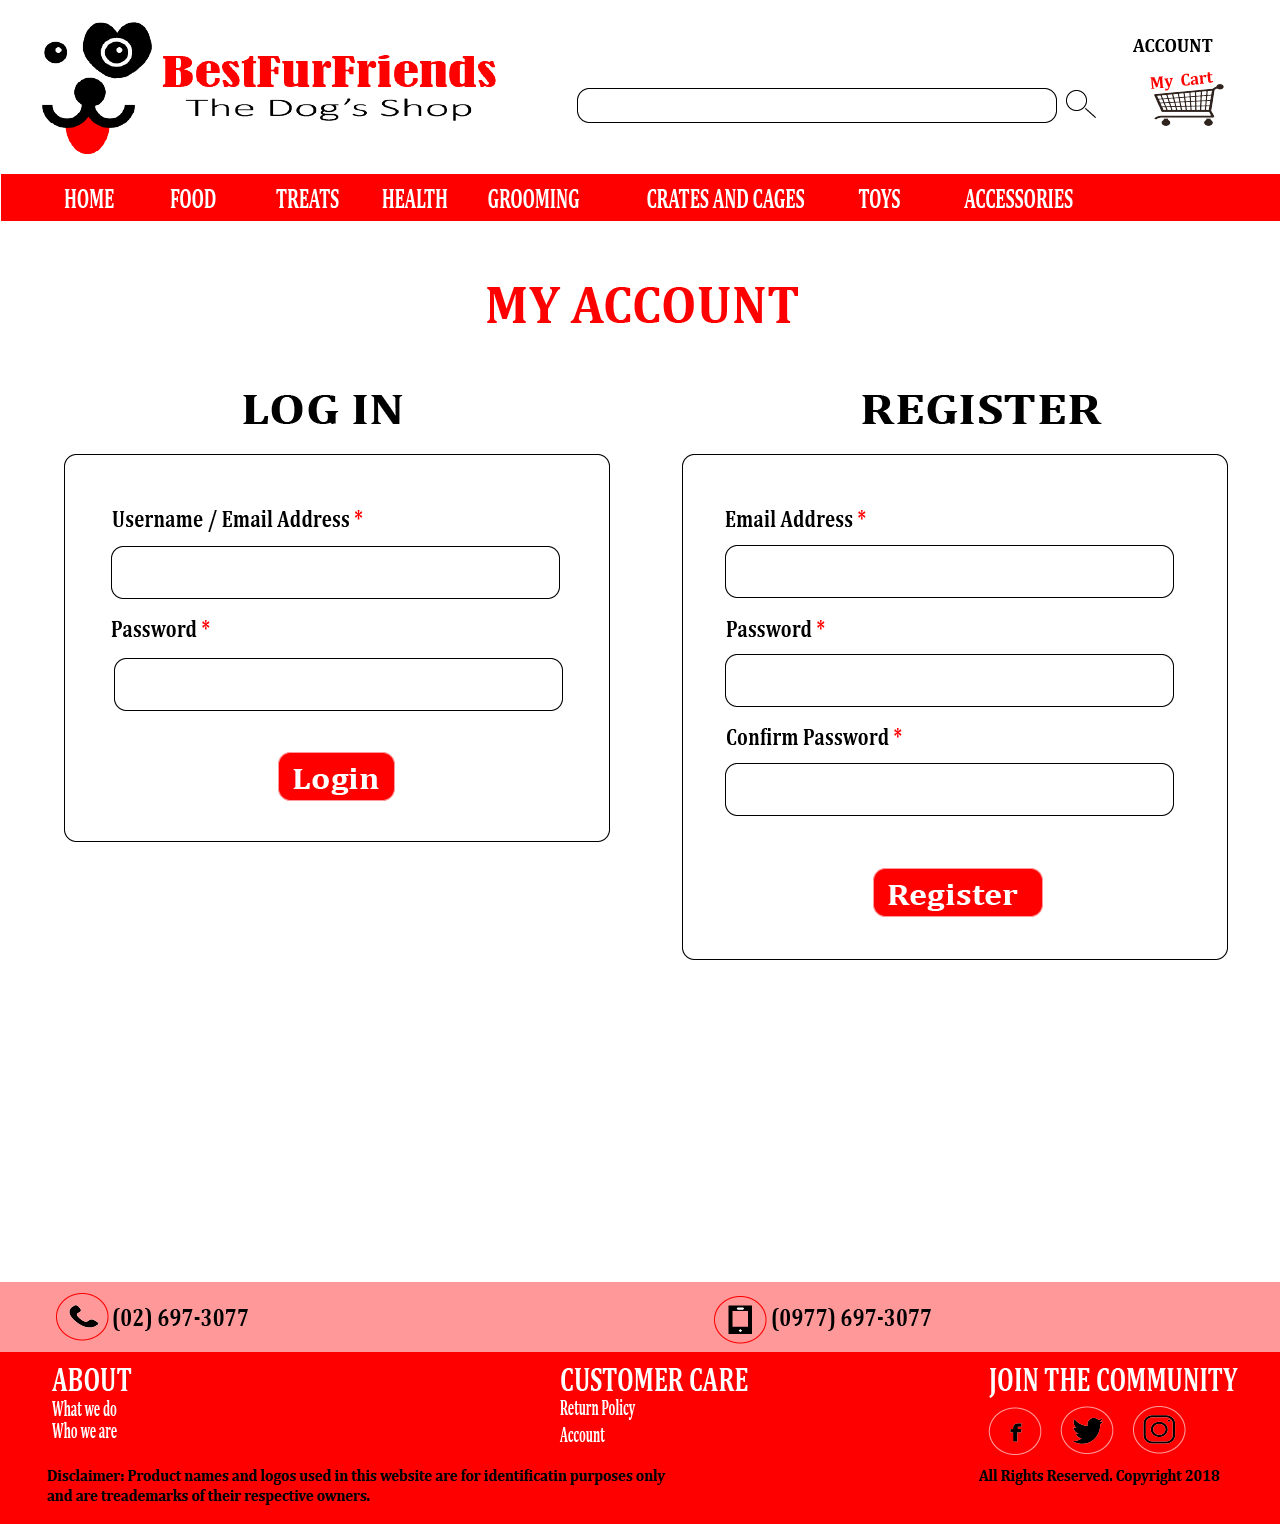 BestFurFriends
The Dog's Shop
ACCOUNT
My Cart
HOME FOOD TREATS HEALTH GROOMING CRATES AND CAGES TOYS ACCESSORIES
MY ACCOUNT
LOG IN
Username / Email Address *
Password *
Login
REGISTER
Email Address *
Password *
Confirm Password *
Register
(02) 697-3077
(0977) 697-3077
ABOUT
What we do
Who we are
CUSTOMER CARE
Return Policy
Account
JOIN THE COMMUNITY
Disclaimer: Product names and logos used in this website are for identificatin purposes only
and are treademarks of their respective owners.
All Rights Reserved. Copyright 2018